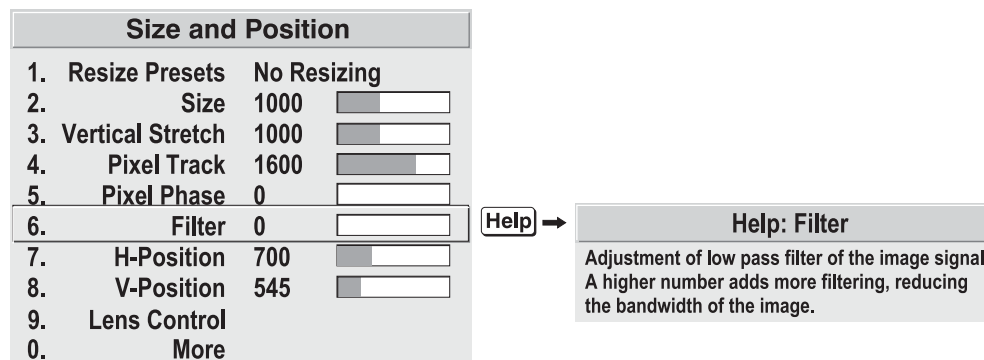 Size and Position
1. Resize Presets No Resizing
2. Size 1000
3. Vertical Stretch 1000
4. Pixel Track 1600
5. Pixel Phase 0
6. Filter 0
7. H-Position 700
8. V-Position 545
9. Lens Control
0. More
Help
Help: Filter
Adjustment of low pass filter of the image signal
A higher number adds more filtering, reducing
the bandwidth of the image.